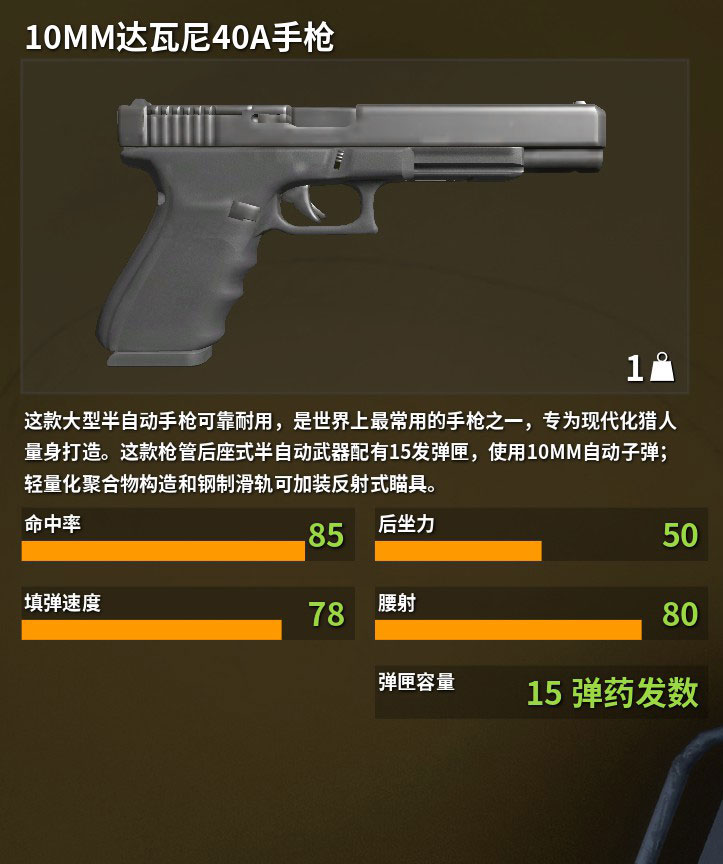 10MM达瓦尼40A手枪
1
这款大型半自动手枪可靠耐用，是世界上最常用的手枪之一，专为现代化猎人
量身打造。这款枪管后座式半自动武器配有15发弹匣，使用10MM自动子弹；
轻量化聚合物构造和钢制滑轨可加装反射式瞄具。
命中率 85
后坐力 50
填弹速度 78
腰射 80
弹匣容量 15 弹药发数